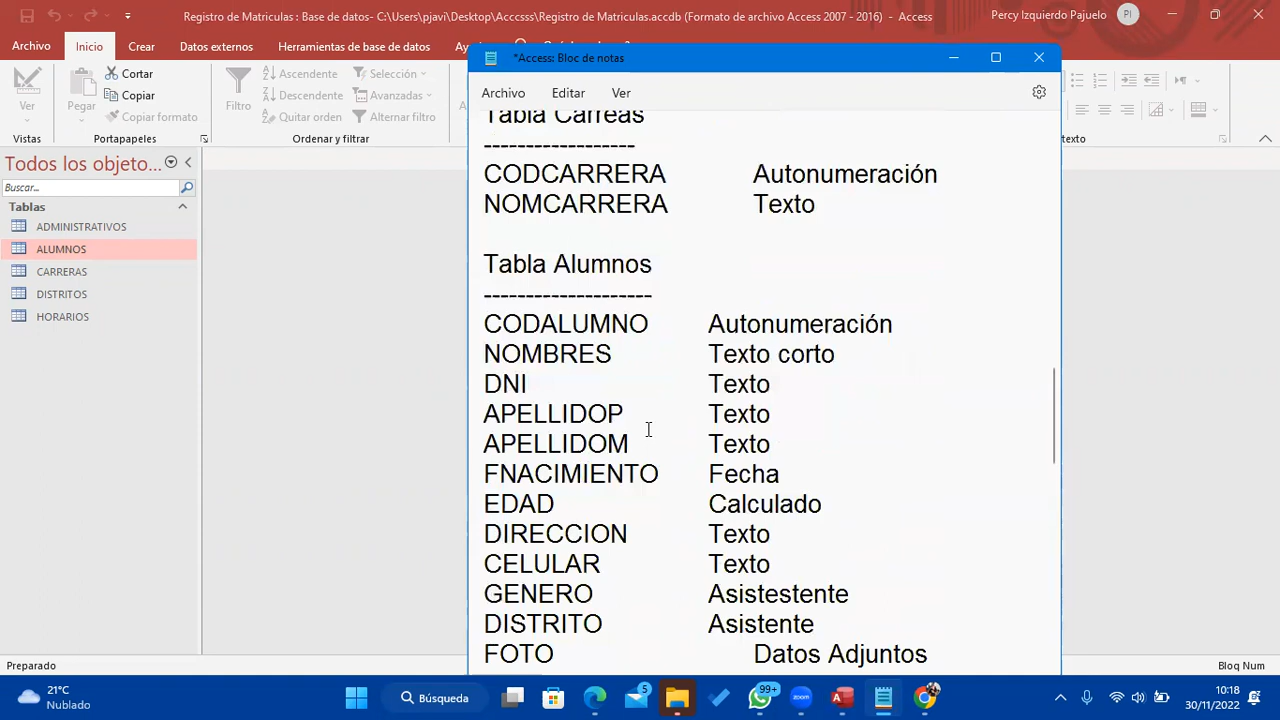 Registro de Matriculas : Base de datos- C:\Users\pjavi\Desktop\Acccsss\Registro de Matriculas.accdb (Formato de archivo Access 2007 - 2016) – Access
Percy Izquierdo Pajuelo
PI
Archivo
Inicio
Crear
Datos externos
Herramientas de base de datos
Ver
Vistas
Pegar
Cortar
Copiar
Copiar formato
Portapapeles
Filtro
Ascendente
Descendente
Quitar orden
Selección
Avanzadas
Alternar filtro
Ordenar y filtrar
texto
*Access: Bloc de notas
Archivo
Editar
Ver
Todos los objeto...
Buscar...
Tablas
ADMINISTRATIVOS
ALUMNOS
CARRERAS
DISTRITOS
HORARIOS
Tabla Carreas
------------------
CODCARRERA Autonumeración
NOMCARRERA Texto
Tabla Alumnos
--------------------
CODALUMNO Autonumeración
NOMBRES Texto corto
DNI Texto
APELLIDOP Texto
APELLIDOM Texto
FNACIMIENTO Fecha
EDAD Calculado
DIRECCION Texto
CELULAR Texto
GENERO Asistestente
DISTRITO Asistente
FOTO Datos Adjuntos
Preparado
Bloq Num
21°C
Nublado
Búsqueda
5
99+
zoom
10:18
30/11/2022